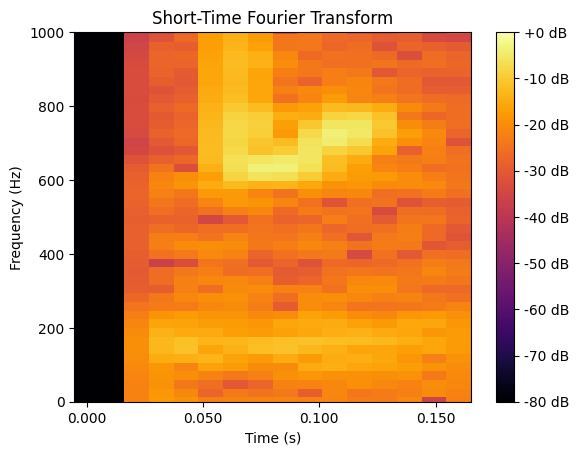 Short-Time Fourier Transform
1000
800
600
400
200
0
Frequency (Hz)
0.000
0.050
0.100
0.150
Time (s)
+0 dB
-10 dB
-20 dB
-30 dB
-40 dB
-50 dB
-60 dB
-70 dB
-80 dB